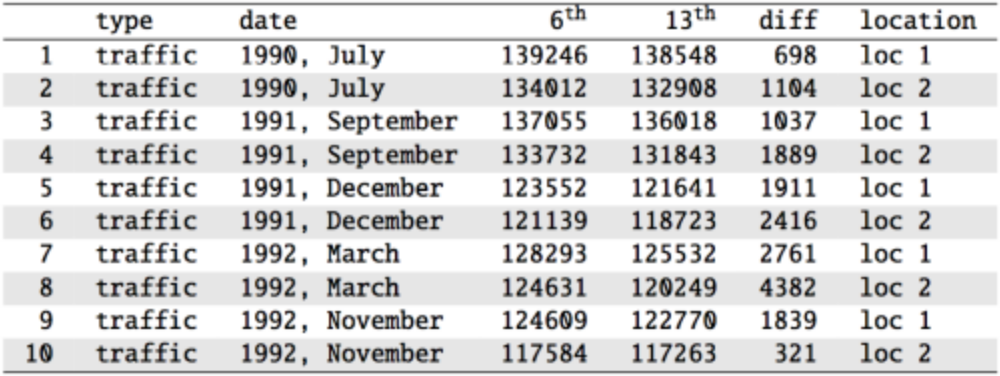 type date 6th 13th diff location
1 traffic 1990, July 139246 138548 698 loc 1
2 traffic 1990, July 134012 132908 1104 loc 2
3 traffic 1991, September 137055 136018 1037 loc 1
4 traffic 1991, September 133732 131843 1889 loc 2
5 traffic 1991, December 123552 121641 1911 loc 1
6 traffic 1991, December 121139 118723 2416 loc 2
7 traffic 1992, March 128293 125532 2761 loc 1
8 traffic 1992, March 124631 120249 4382 loc 2
9 traffic 1992, November 124609 122770 1839 loc 1
10 traffic 1992, November 117584 117263 321 loc 2